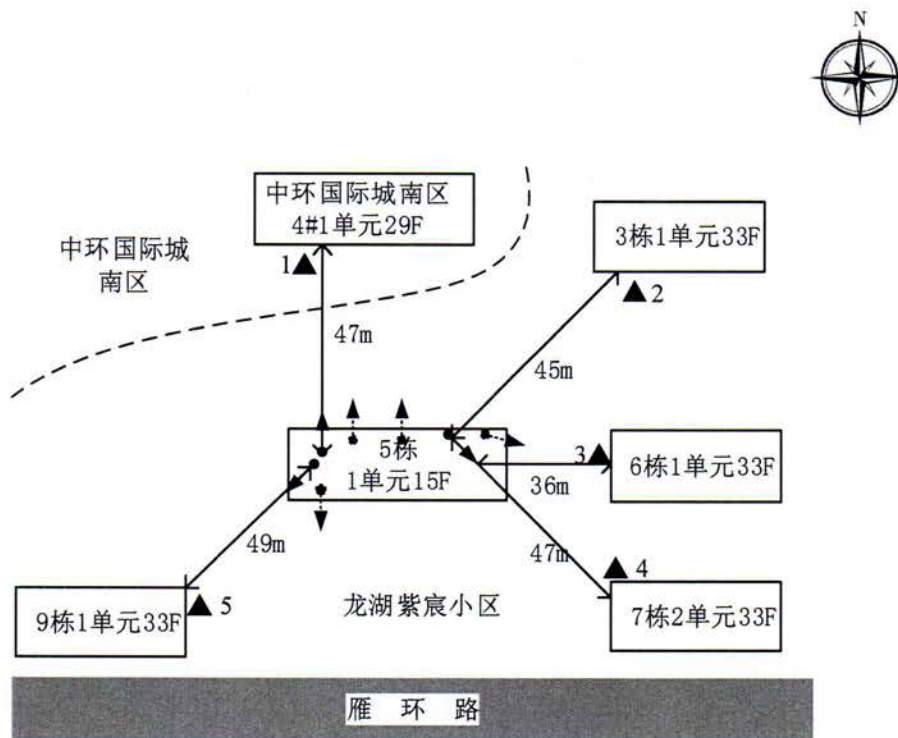 N
中环国际城南区
4#1单元29F
3栋1单元33F
中环国际城
南区
1
2
47m
45m
5栋
1单元15F
3
6栋1单元33F
36m
49m
47m
4
5
9栋1单元33F
龙湖紫宸小区
7栋2单元33F
雁 环 路